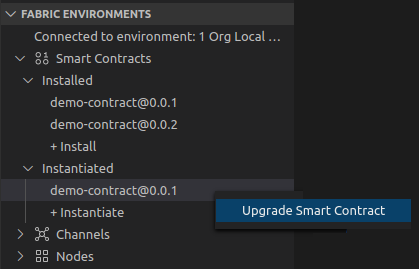 FABRIC ENVIRONMENTS
Connected to environment: 1 Org Local ...
Smart Contracts
Installed
demo-contract@0.0.1
demo-contract@0.0.2
+ Install
Instantiated
demo-contract@0.0.1
Upgrade Smart Contract
+ Instantiate
Channels
Nodes